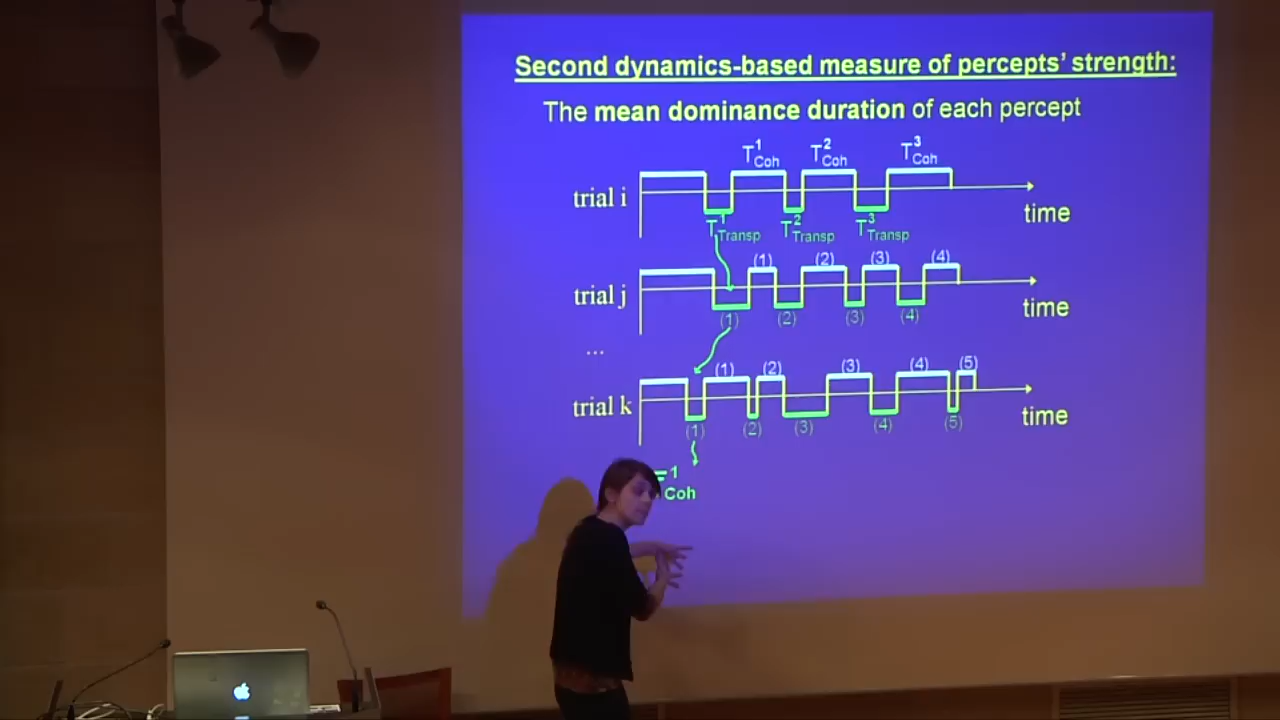 Second dynamics-based measure of percepts' strength:
The mean dominance duration of each percept
T¹Coh T²Coh T³Coh
trial i
time
T¹Transp T²Transp T³Transp
(1) (2) (3) (4)
trial j
time
(1) (2) (3) (4)
...
(1) (2) (3) (4) (5)
trial k
time
(1) (2) (3) (4) (5)
1
Coh